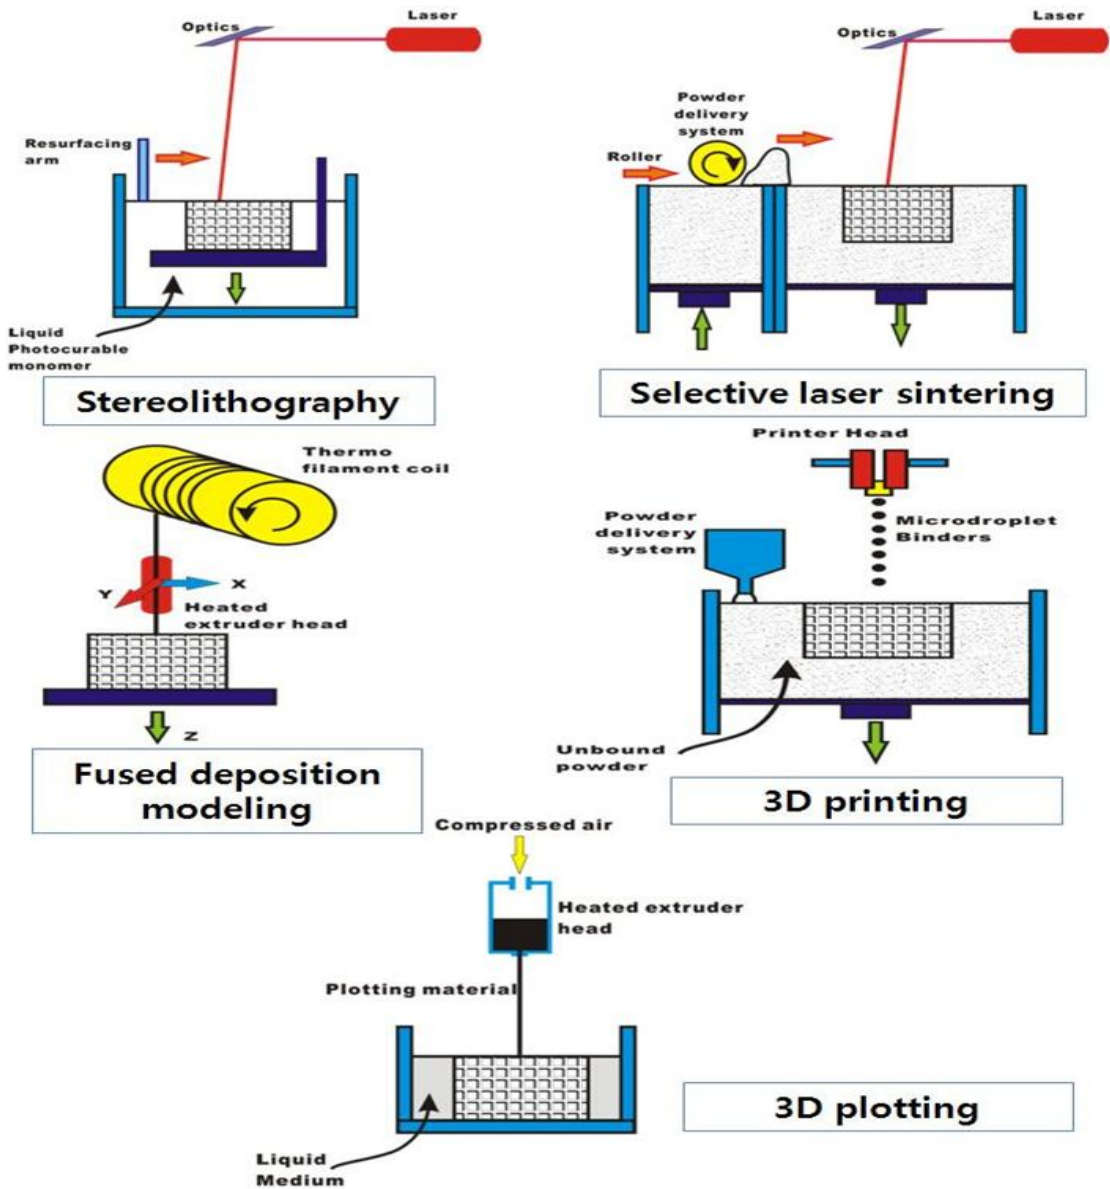 Optics
Laser
Resurfacing
arm
Liquid
Photocurable
monomer
Stereolithography
Optics
Laser
Powder
delivery
system
Roller
Selective laser sintering
Thermo
filament coil
Y
X
Heated
extruder head
Z
Fused deposition
modeling
Printer Head
Powder
delivery
system
Microdroplet
Binders
Unbound
powder
3D printing
Compressed air
Heated extruder
head
Plotting material
Liquid
Medium
3D plotting